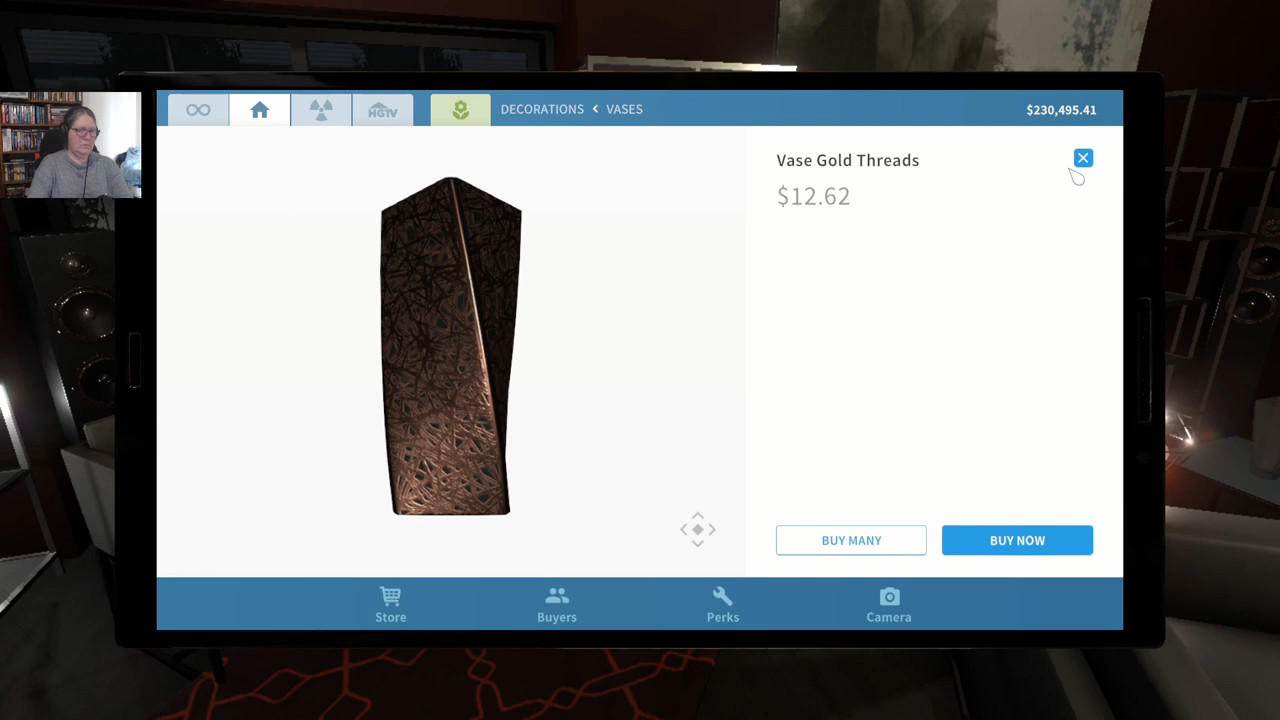 HGTV
DECORATIONS < VASES
$230,495.41
Vase Gold Threads
$12.62
BUY MANY
BUY NOW
Store
Buyers
Perks
Camera